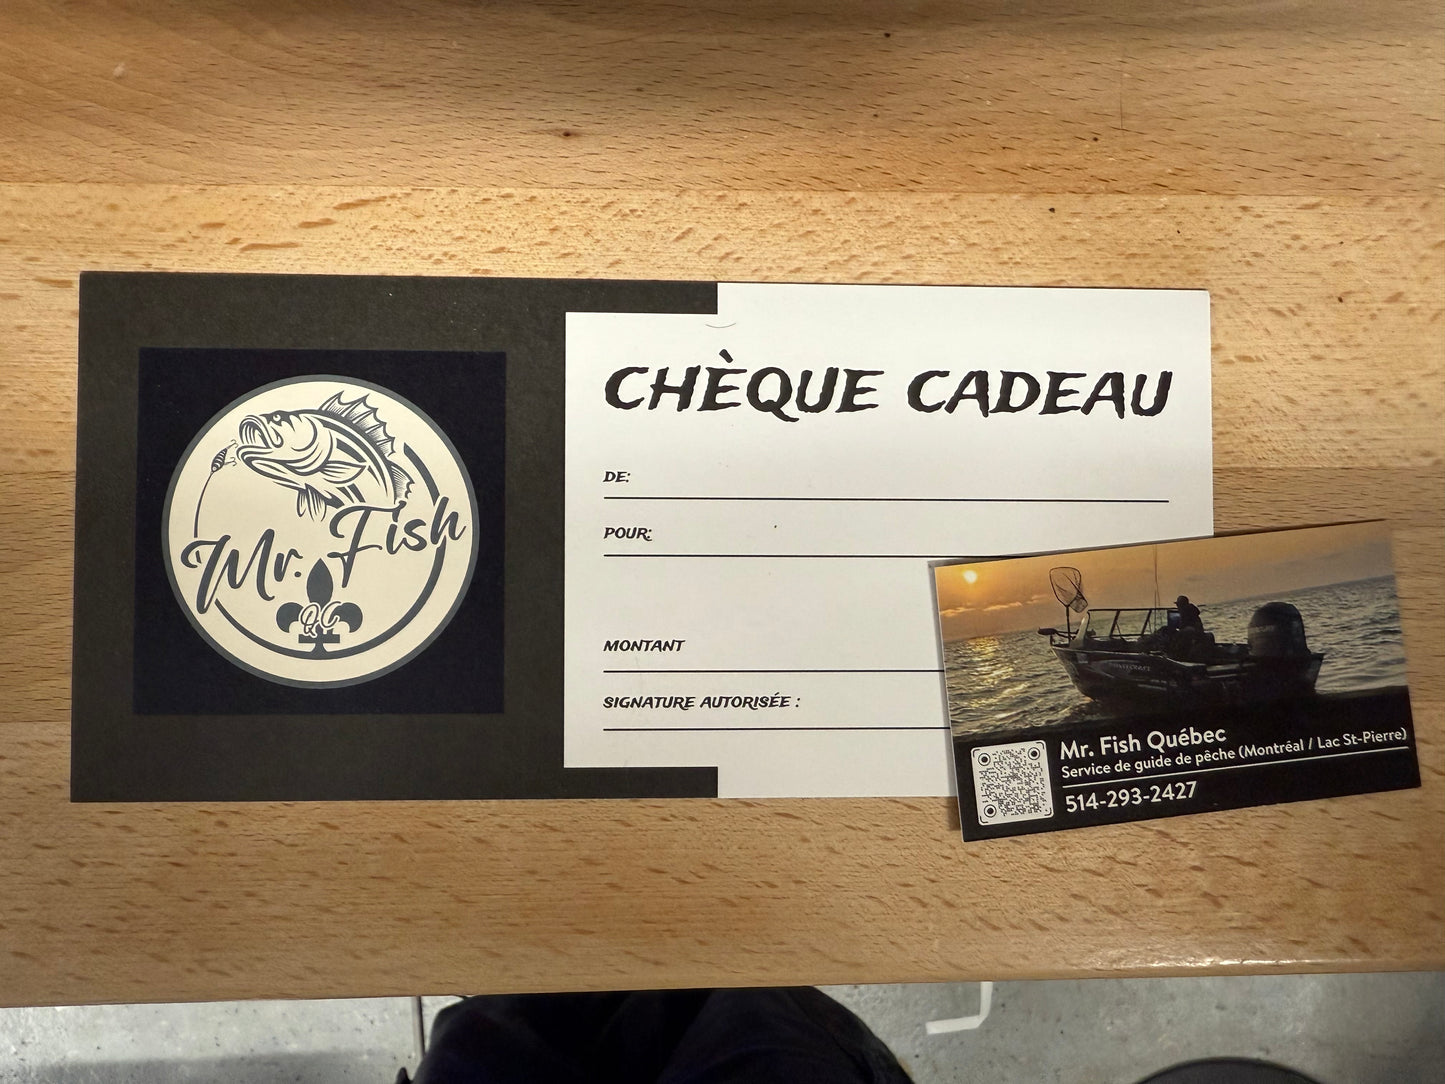 Mr. Fish
QC
CHÈQUE CADEAU
DE:
POUR:
MONTANT
SIGNATURE AUTORISÉE :
Mr. Fish Québec
Service de guide de pêche (Montréal / Lac St-Pierre)
514-293-2427